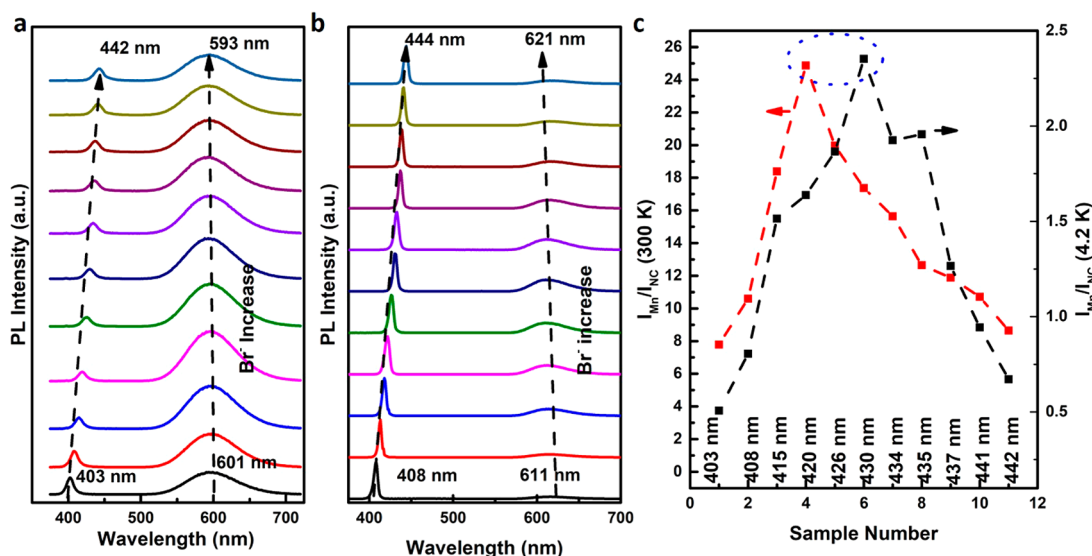 a
442 nm
593 nm
403 nm
601 nm
Br- Increase
PL Intensity (a.u.)
400
500
600
700
Wavelength (nm)
b
444 nm
621 nm
408 nm
611 nm
Br- increase
PL Intensity (a.u.)
400
500
600
700
Wavelength (nm)
c
26
24
22
20
18
16
14
12
10
8
6
4
2
0
I_Mn/I_NC (300 K)
2.5
2.0
1.5
1.0
0.5
I_Mn/I_NC (4.2 K)
403 nm
408 nm
415 nm
420 nm
426 nm
430 nm
434 nm
435 nm
437 nm
441 nm
442 nm
0
2
4
6
8
10
12
Sample Number